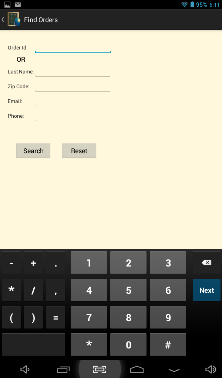 95% 6:11
Find Orders
Order Id:
OR
Last Name:
Zip Code:
Email:
Phone:
Search Reset
- + . 1 2 3
* / , 4 5 6 Next
( ) = 7 8 9
* 0 #